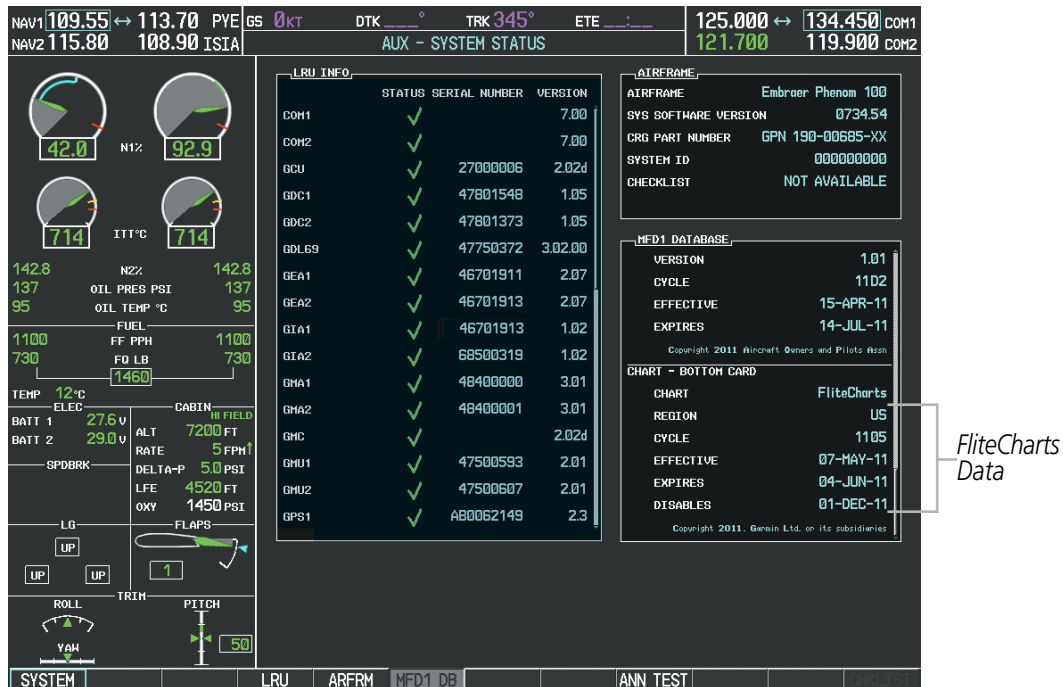 NAV1 109.55 ↔ 113.70 PYE
NAV2 115.80 108.90 ISIA
GS 0KT DTK ___° TRK 345° ETE __:__
AUX - SYSTEM STATUS
125.000 ↔ 134.450 COM1
121.700 119.900 COM2
42.0 N1% 92.9
714 ITT°C 714
142.8 N2% 142.8
137 OIL PRES PSI 137
95 OIL TEMP °C 95
FUEL
1100 FF PPH 1100
730 FQ LB 730
1460
TEMP 12°C
ELEC
BATT 1 27.6 V
BATT 2 29.0 V
SPDBRK
CABIN
HI FIELD
ALT 7200 FT
RATE 5 FPM↑
DELTA-P 5.0 PSI
LFE 4520 FT
OXY 1450 PSI
LG
UP
UP UP
FLAPS
1
TRIM
ROLL
YAW
PITCH
50
LRU INFO
STATUS SERIAL NUMBER VERSION
COM1 ✓ 7.00
COM2 ✓ 7.00
GCU ✓ 27000006 2.02d
GDC1 ✓ 47801548 1.05
GDC2 ✓ 47801373 1.05
GDL69 ✓ 47750372 3.02.00
GEA1 ✓ 46701911 2.07
GEA2 ✓ 46701913 2.07
GIA1 ✓ 46701913 1.02
GIA2 ✓ 68500319 1.02
GMA1 ✓ 48400000 3.01
GMA2 ✓ 48400001 3.01
GMC ✓ 2.02d
GMU1 ✓ 47500593 2.01
GMU2 ✓ 47500607 2.01
GPS1 ✓ AB0062149 2.3
AIRFRAME
AIRFRAME Embraer Phenom 100
SYS SOFTWARE VERSION 0734.54
CRG PART NUMBER GPN 190-00685-XX
SYSTEM ID 000000000
CHECKLIST NOT AVAILABLE
MFD1 DATABASE
VERSION 1.01
CYCLE 11D2
EFFECTIVE 15-APR-11
EXPIRES 14-JUL-11
Copyright 2011 Aircraft Owners and Pilots Assn
CHART - BOTTOM CARD
CHART FliteCharts
REGION US
CYCLE 1105
EFFECTIVE 07-MAY-11
EXPIRES 04-JUN-11
DISABLES 01-DEC-11
Copyright 2011, Garmin Ltd. or its subsidiaries
FliteCharts
Data
SYSTEM LRU ARFRM MFD1 DB ANN TEST CHKLIST